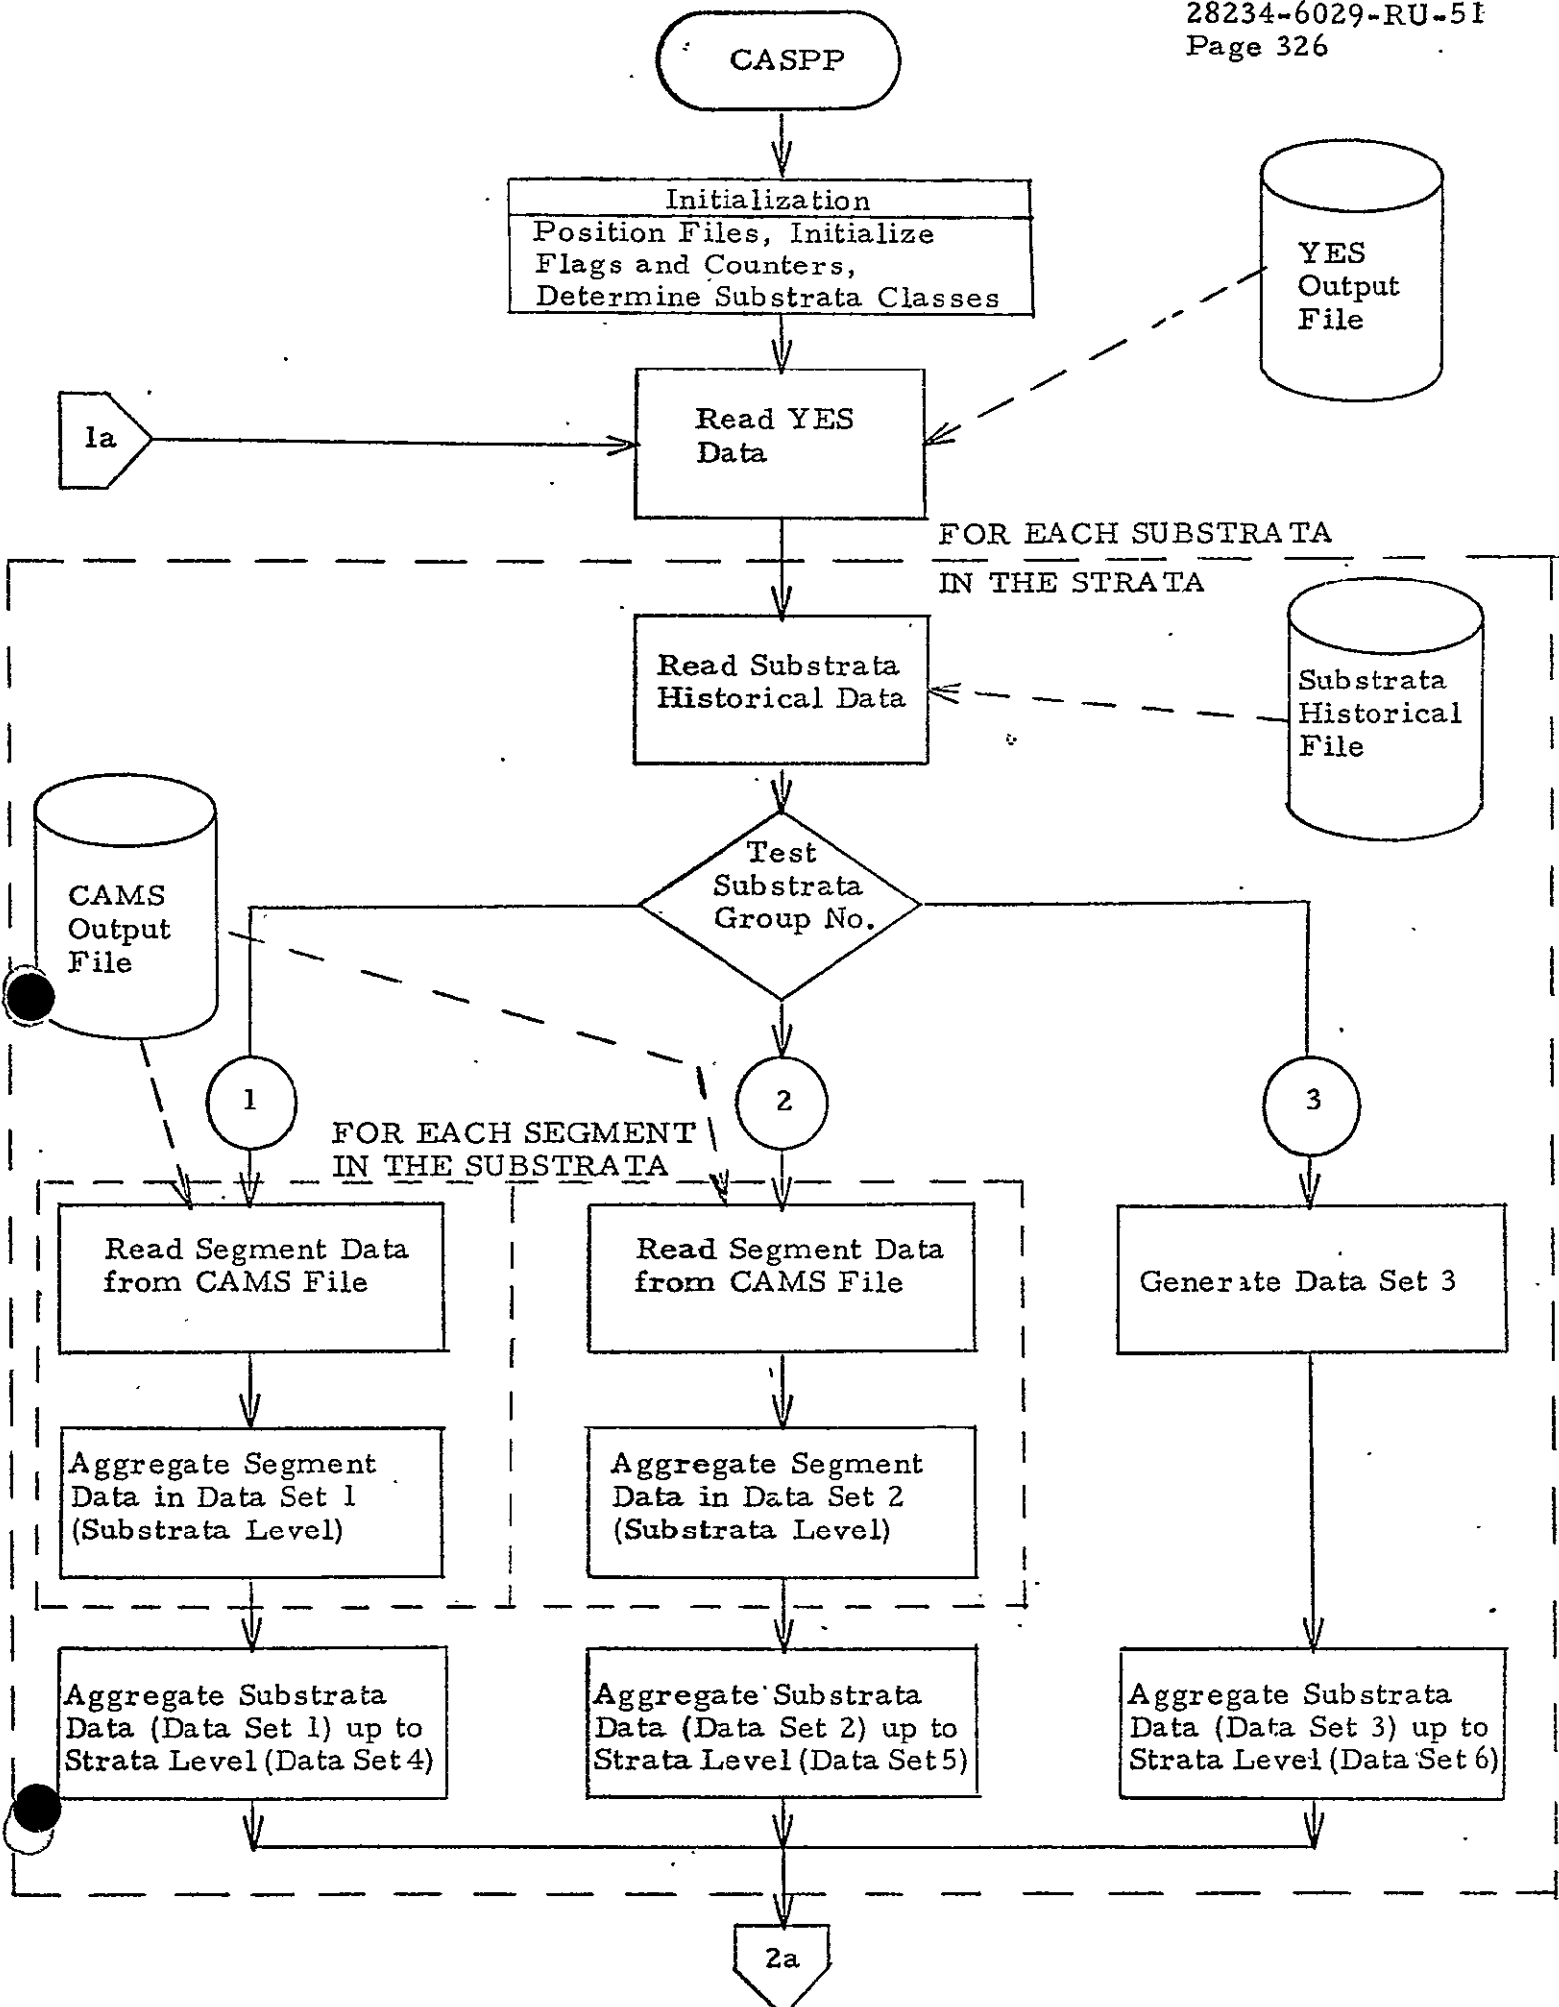 28234-6029-RU-51
Page 326
CASPP
Initialization
Position Files, Initialize
Flags and Counters,
Determine Substrata Classes
YES
Output
File
1a
Read YES
Data
FOR EACH SUBSTRATA
IN THE STRATA
Read Substrata
Historical Data
Substrata
Historical
File
CAMS
Output
File
Test
Substrata
Group No.
1
2
3
FOR EACH SEGMENT
IN THE SUBSTRATA
Read Segment Data
from CAMS File
Read Segment Data
from CAMS File
Generate Data Set 3
Aggregate Segment
Data in Data Set 1
(Substrata Level)
Aggregate Segment
Data in Data Set 2
(Substrata Level)
Aggregate Substrata
Data (Data Set 1) up to
Strata Level (Data Set 4)
Aggregate Substrata
Data (Data Set 2) up to
Strata Level (Data Set 5)
Aggregate Substrata
Data (Data Set 3) up to
Strata Level (Data Set 6)
2a